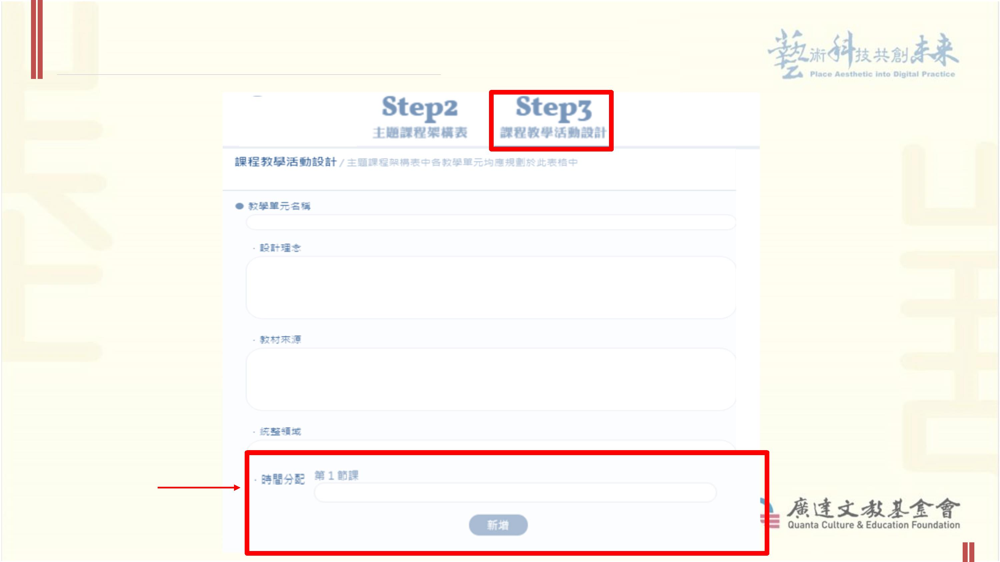 藝術科技共創未來
Place Aesthetic into Digital Practice
Step2
主題課程架構表
Step3
課程教學活動設計
課程教學活動設計 / 主題課程架構表中各教學單元均應規劃於此表格中
● 教學單元名稱
· 設計理念
· 教材來源
· 統整領域
· 時間分配 第 1 節課
新增
廣達文教基金會
Quanta Culture & Education Foundation